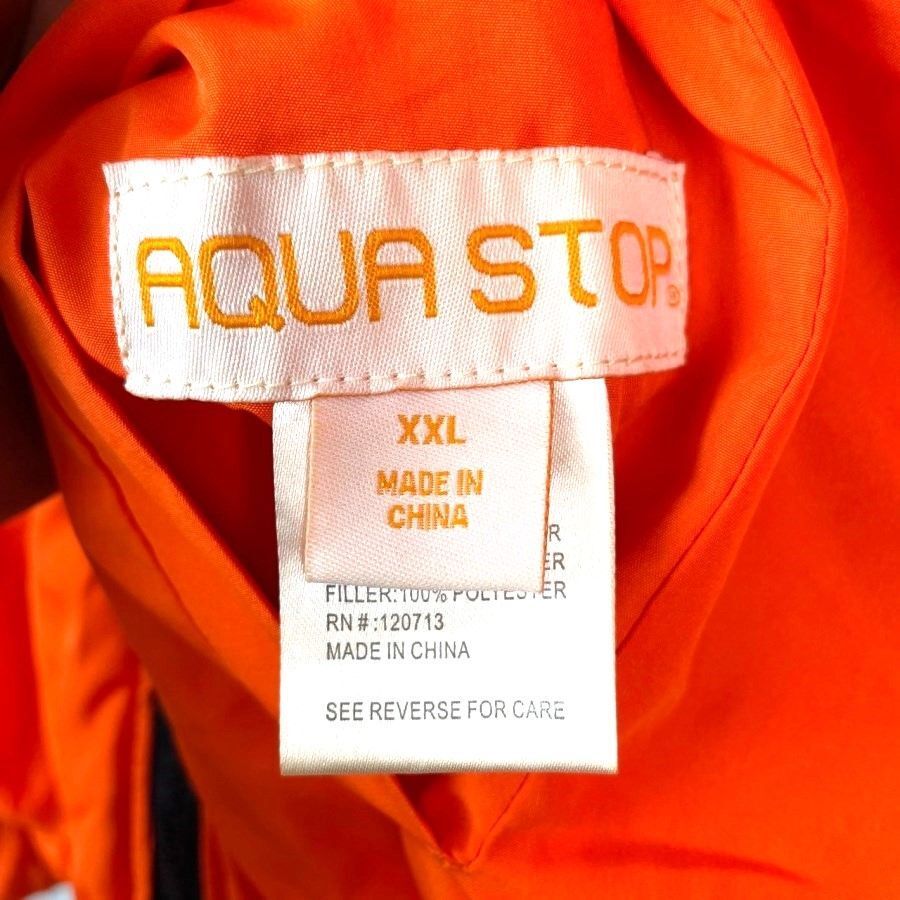 AQUA STOP®
XXL
MADE IN
CHINA
FILLER:100% POLYESTER
RN # :120713
MADE IN CHINA
SEE REVERSE FOR CARE